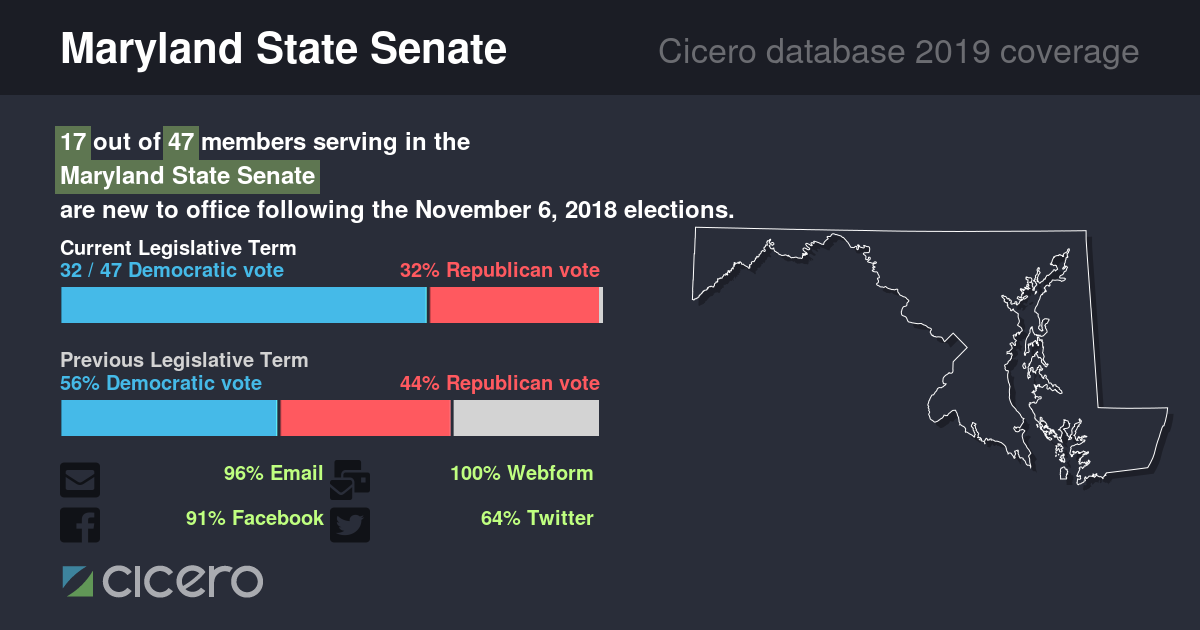 Maryland State Senate
Cicero database 2019 coverage
17 out of 47 members serving in the
Maryland State Senate
are new to office following the November 6, 2018 elections.
Current Legislative Term
32 / 47 Democratic vote
32% Republican vote
Previous Legislative Term
56% Democratic vote
44% Republican vote
96% Email
100% Webform
91% Facebook
64% Twitter
cicero